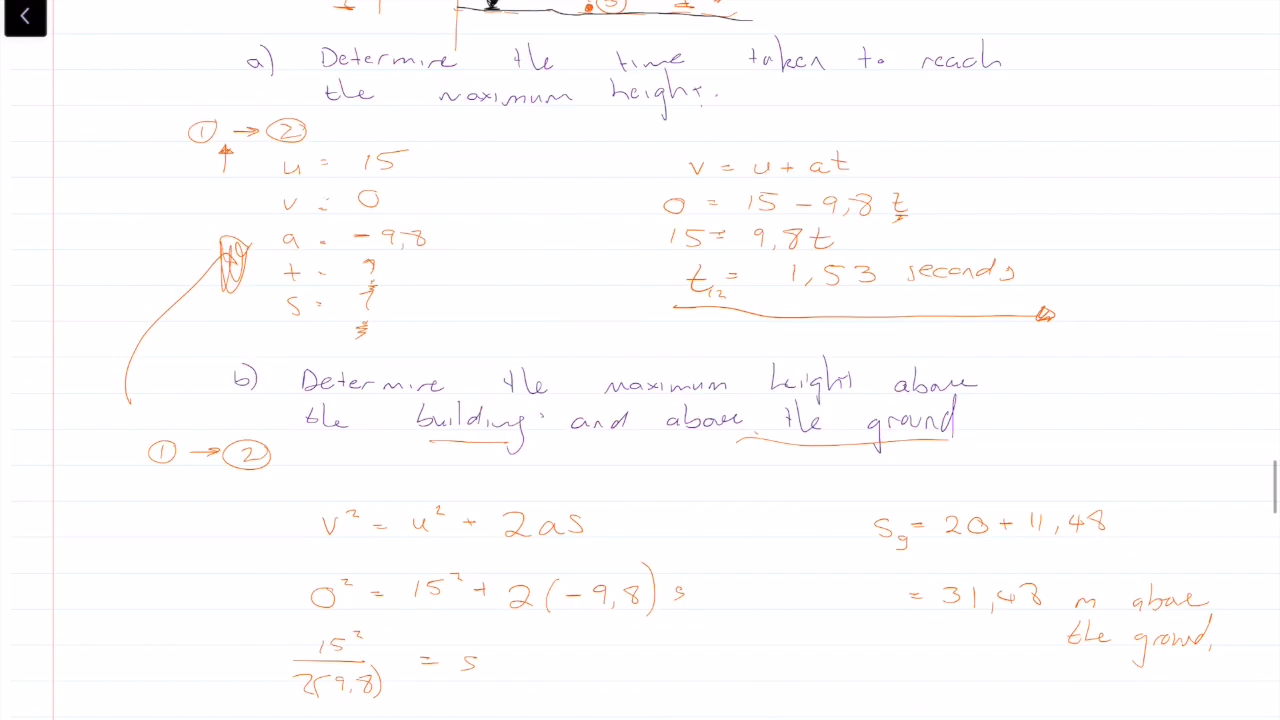 a) Determine the time taken to reach
the maximum height.
① → ②
u = 15
v = 0
a = -9,8
t = ?
s = ?
v = u + at
0 = 15 - 9,8 t
15 = 9,8t
t₁₂ = 1,53 seconds
b) Determine the maximum height above
the building and above the ground
① → ②
v² = u² + 2as
0² = 15² + 2(-9,8) s
15²
2(9,8) = s
Sg = 20 + 11,48
= 31,48 m above
the ground,